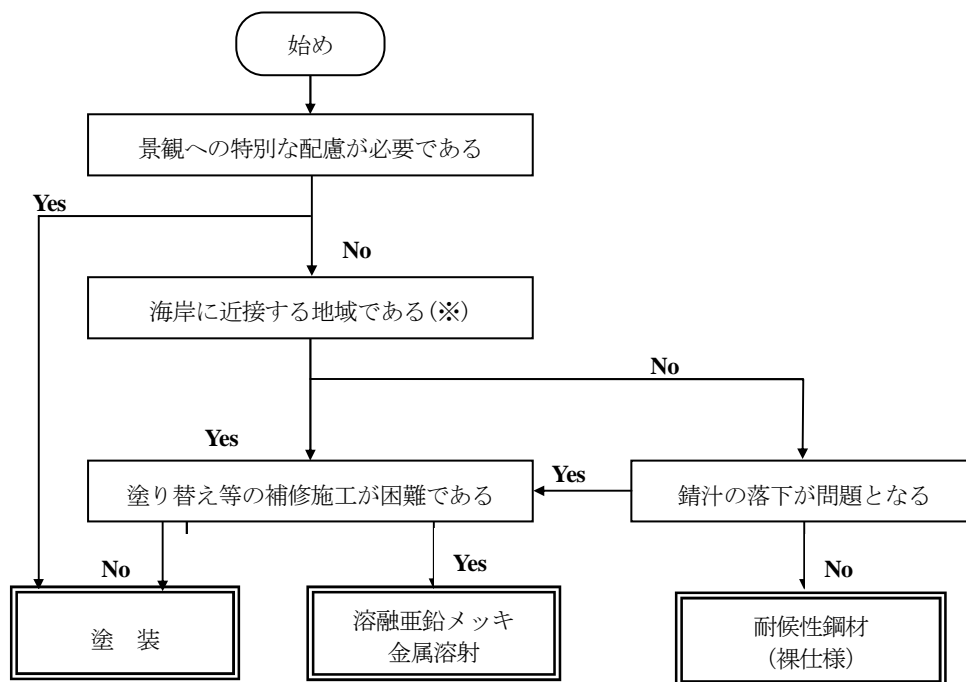 始め
景観への特別な配慮が必要である
Yes
No
海岸に近接する地域である(※)
No
Yes
塗り替え等の補修施工が困難である
Yes
錆汁の落下が問題となる
No
Yes
No
塗　装
溶融亜鉛メッキ
金属溶射
耐候性鋼材
(裸仕様)